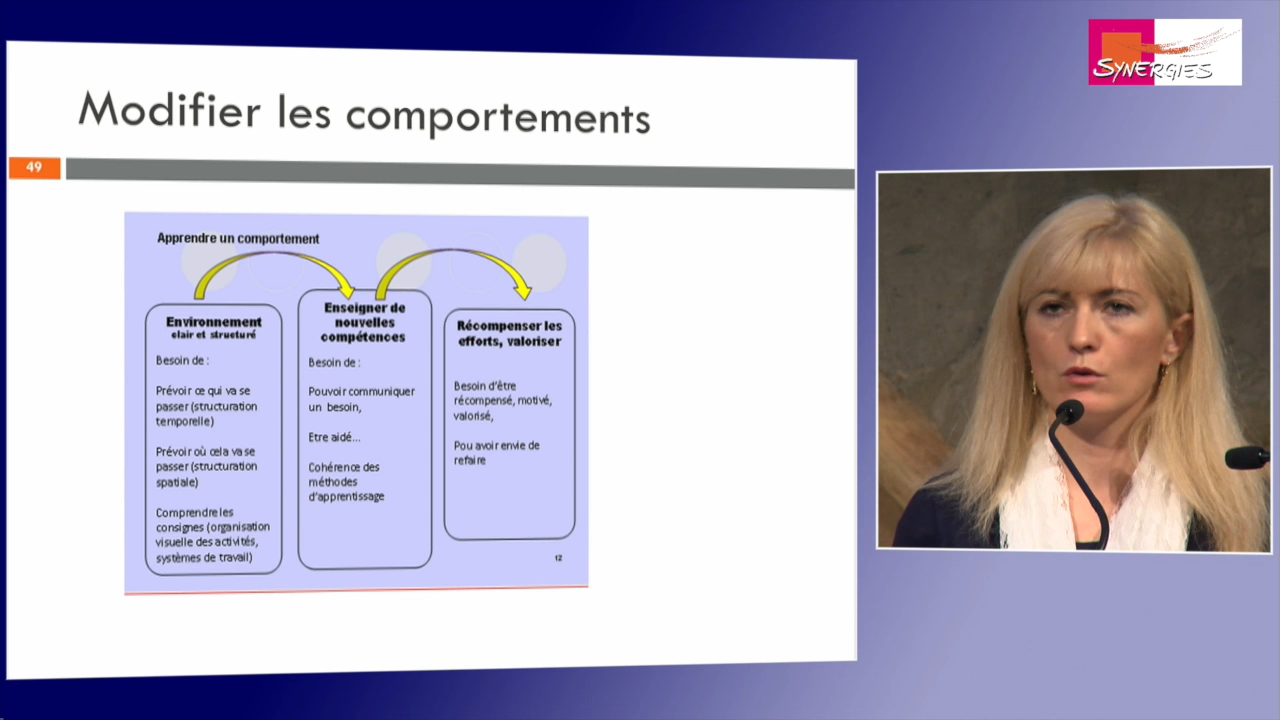 SYNERGIES
Modifier les comportements
49
Apprendre un comportement
Environnement
clair et structuré
Besoin de :
Prévoir ce qui va se
passer (structuration
temporelle)
Prévoir où cela va se
passer (structuration
spatiale)
Comprendre les
consignes (organisation
visuelle des activités,
systèmes de travail)
Enseigner de
nouvelles
compétences
Besoin de :
Pouvoir communiquer
un besoin,
Etre aidé...
Cohérence des
méthodes
d'apprentissage
Récompenser les
efforts, valoriser
Besoin d'être
récompensé, motivé,
valorisé,
Pou avoir envie de
refaire
12